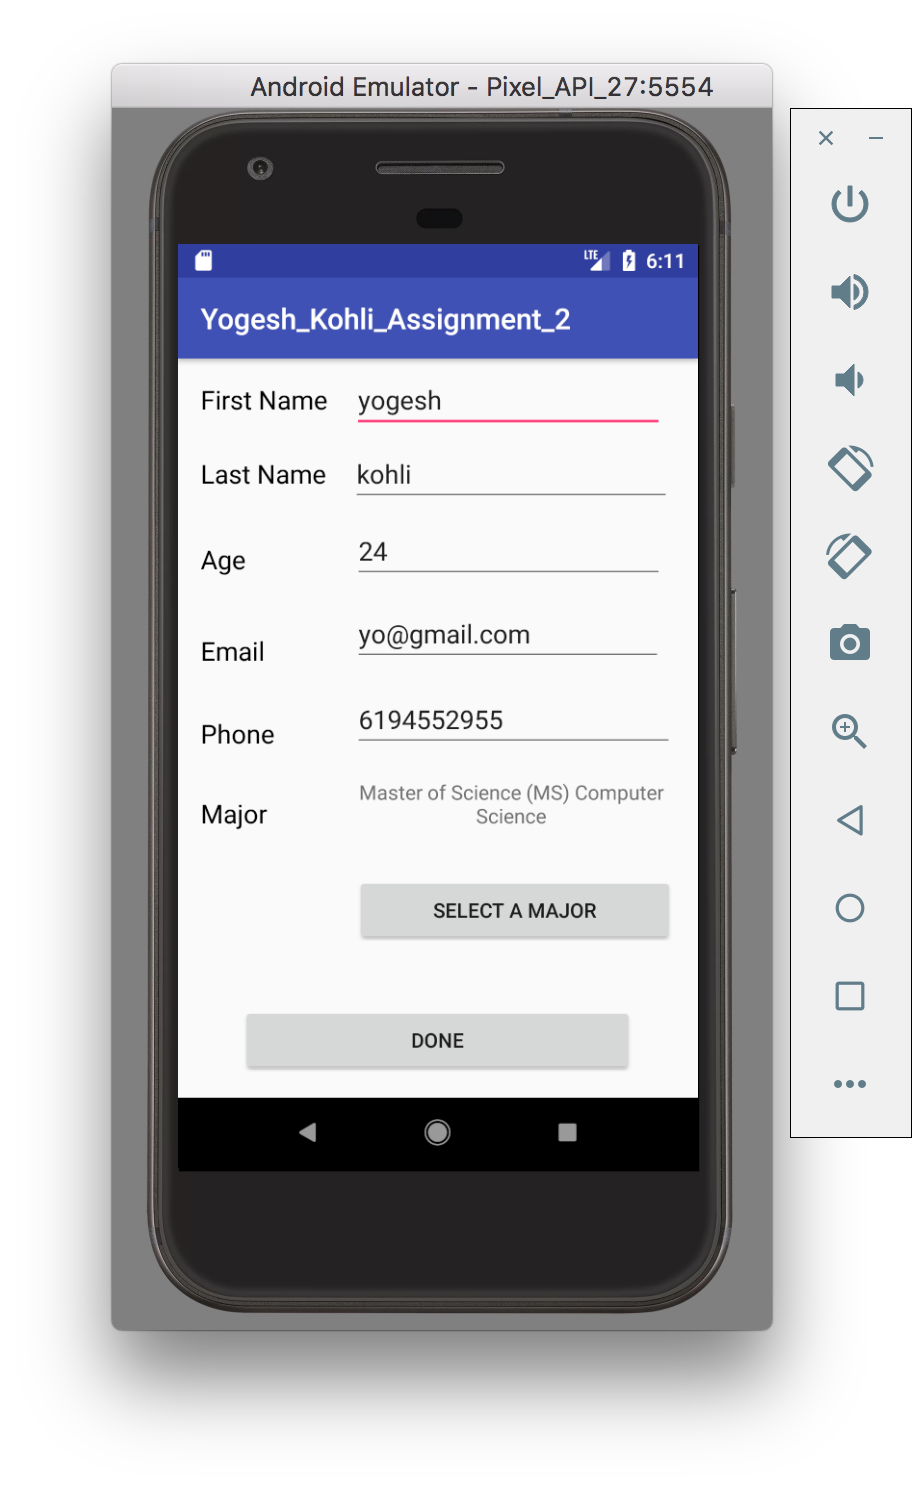 Android Emulator - Pixel_API_27:5554
LTE 6:11
Yogesh_Kohli_Assignment_2
First Name yogesh
Last Name kohli
Age 24
Email yo@gmail.com
Phone 6194552955
Major Master of Science (MS) Computer
Science
SELECT A MAJOR
DONE